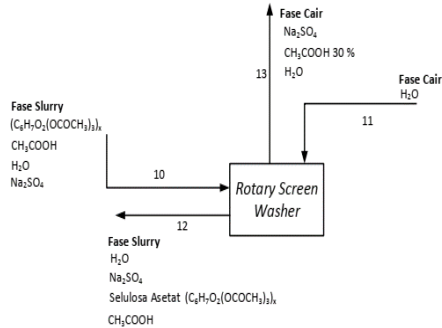 Fase Cair
Na₂SO₄
CH₃COOH 30 %
H₂O
13
Fase Cair
H₂O
11
Fase Slurry
(C₆H₇O₂(OCOCH₃)₃)ₓ
CH₃COOH
H₂O
Na₂SO₄
10
Rotary Screen
Washer
12
Fase Slurry
H₂O
Na₂SO₄
Selulosa Asetat (C₆H₇O₂(OCOCH₃)₃)ₓ
CH₃COOH